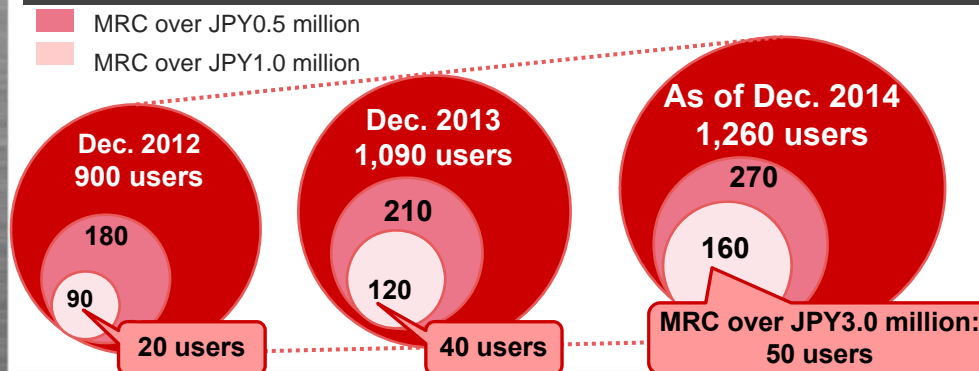 MRC over JPY0.5 million
MRC over JPY1.0 million
Dec. 2012
900 users
180
90
20 users
Dec. 2013
1,090 users
210
120
40 users
As of Dec. 2014
1,260 users
270
160
MRC over JPY3.0 million:
50 users